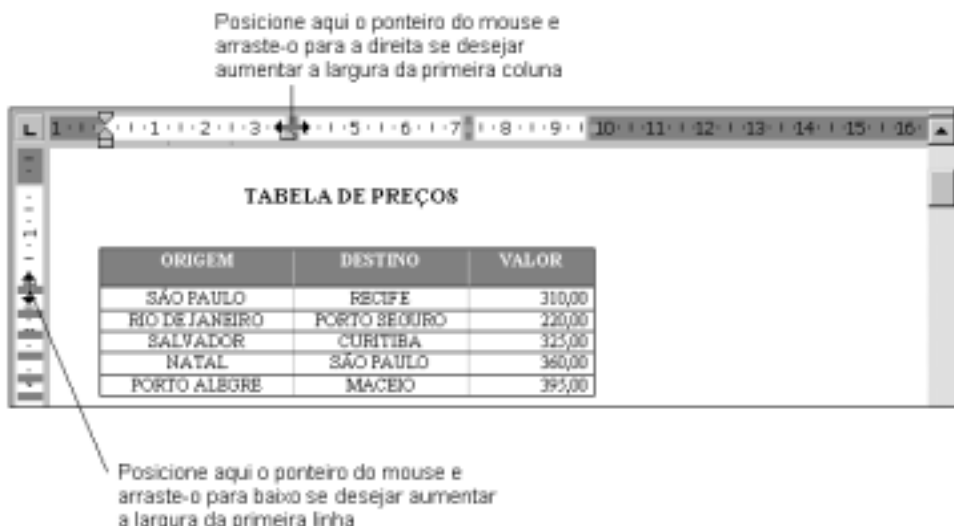 Posicione aqui o ponteiro do mouse e
arraste-o para a direita se desejar
aumentar a largura da primeira coluna
1 1 2 3 5 6 7 8 9 10 11 12 13 14 15 16
1
TABELA DE PREÇOS
ORIGEM DESTINO VALOR
SÃO PAULO RECIFE 310,00
RIO DE JANEIRO PORTO SEGURO 220,00
SALVADOR CURITIBA 325,00
NATAL SÃO PAULO 360,00
PORTO ALEGRE MACEIO 395,00
Posicione aqui o ponteiro do mouse e
arraste-o para baixo se desejar aumentar
a largura da primeira linha